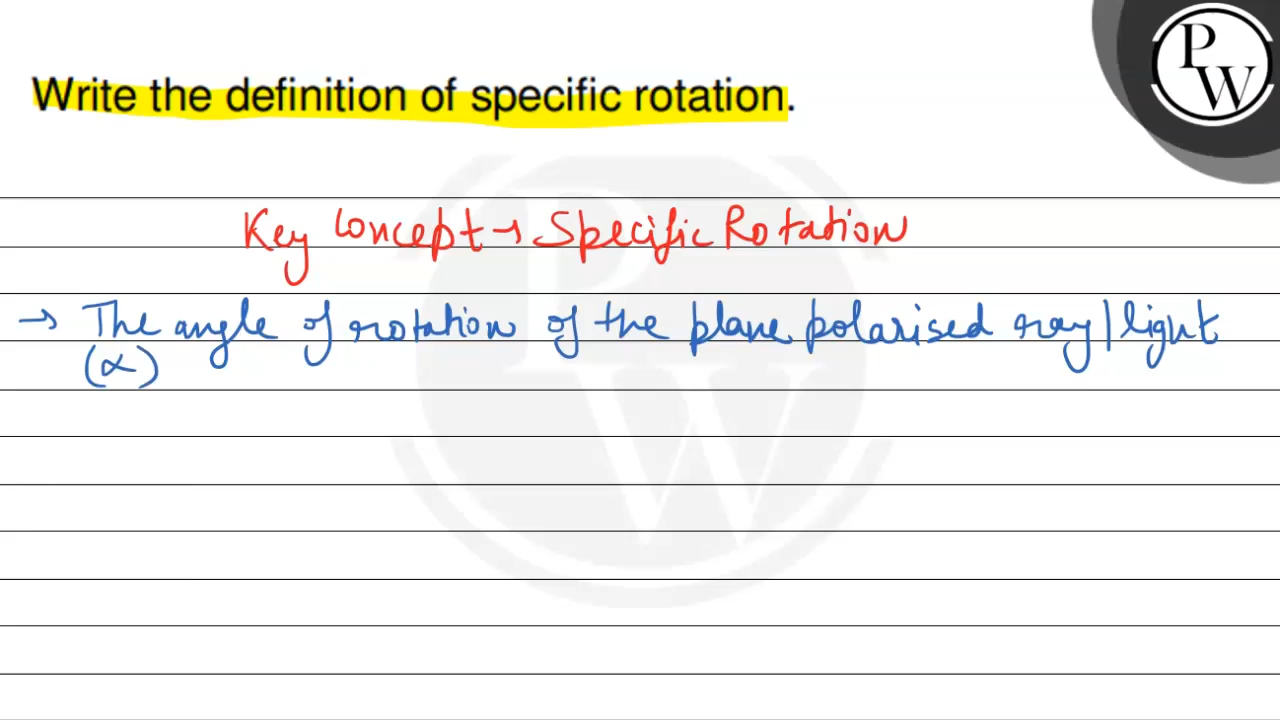 PW
Write the definition of specific rotation.
Key Concept → Specific Rotation
→ The angle of rotation of the plane polarised ray/light
(α)